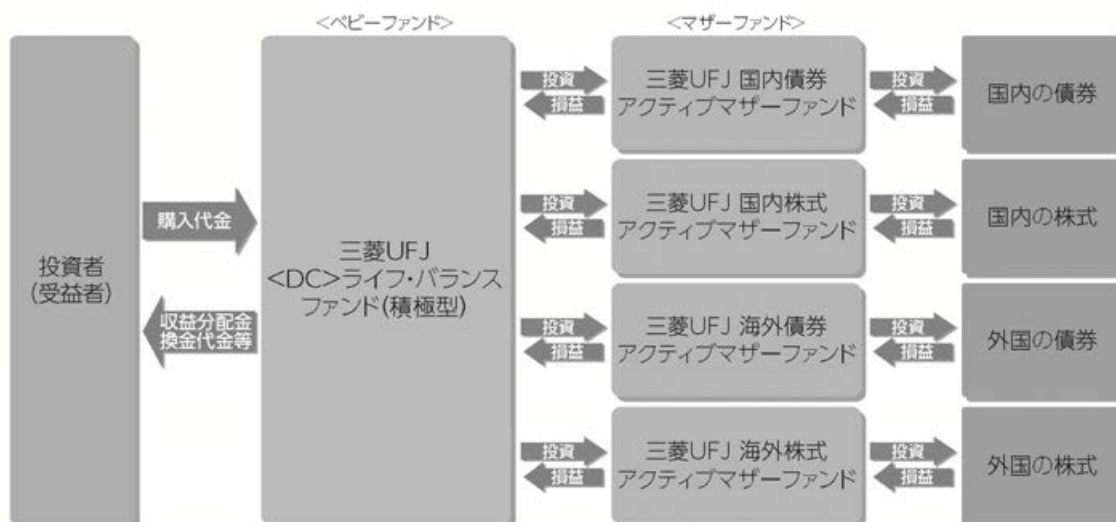 <ベビーファンド>
<マザーファンド>
投資者
(受益者)
購入代金
収益分配金
換金代金等
三菱UFJ
<DC>ライフ・バランス
ファンド(積極型)
投資
損益
三菱UFJ 国内債券
アクティブマザーファンド
投資
損益
国内の債券
投資
損益
三菱UFJ 国内株式
アクティブマザーファンド
投資
損益
国内の株式
投資
損益
三菱UFJ 海外債券
アクティブマザーファンド
投資
損益
外国の債券
投資
損益
三菱UFJ 海外株式
アクティブマザーファンド
投資
損益
外国の株式